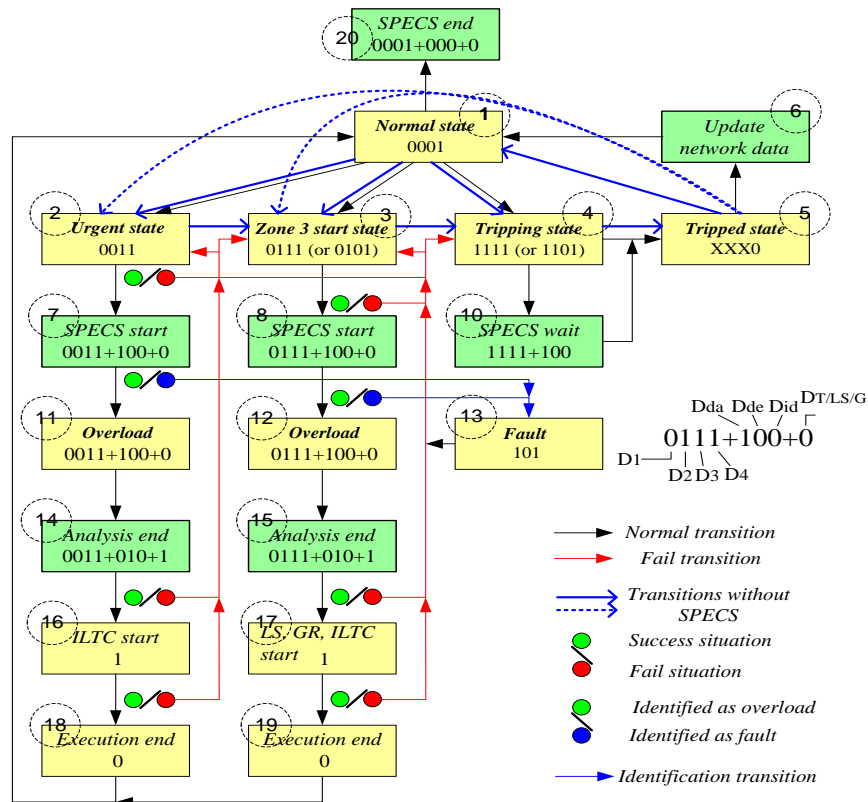 20
SPECS end
0001+000+0
1
Normal state
0001
6
Update
network data
2
Urgent state
0011
3
Zone 3 start state
0111 (or 0101)
4
Tripping state
1111 (or 1101)
5
Tripped state
XXX0
7
SPECS start
0011+100+0
8
SPECS start
0111+100+0
10
SPECS wait
1111+100
11
Overload
0011+100+0
12
Overload
0111+100+0
13
Fault
101
Dda Dde Did DT/LS/G
0111+100+0
D1 D2 D3 D4
14
Analysis end
0011+010+1
15
Analysis end
0111+010+1
16
ILTC start
1
17
LS, GR, ILTC
start
1
18
Execution end
0
19
Execution end
0
Normal transition
Fail transition
Transitions without
SPECS
Success situation
Fail situation
Identified as overload
Identified as fault
Identification transition